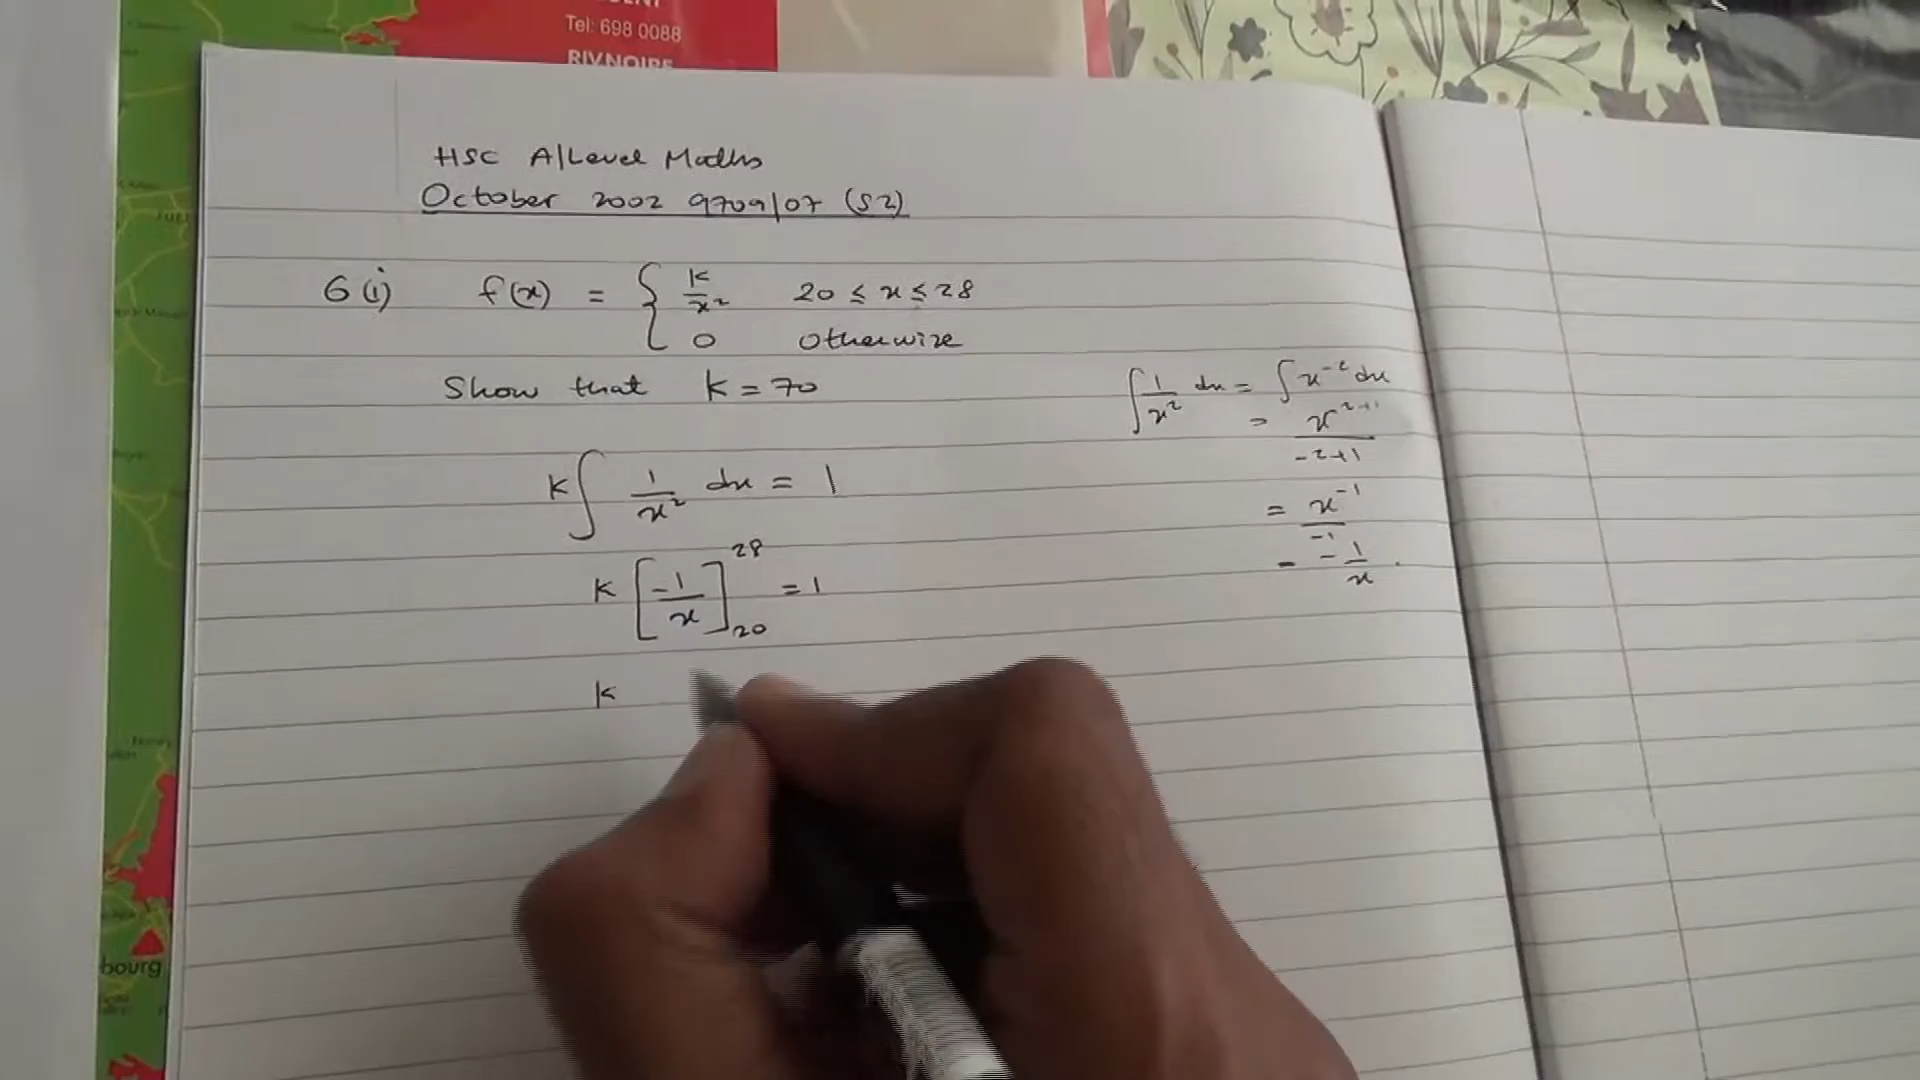 Tel: 698 0088
RIVNOIRE
HSC A/Level Maths
October 2002 9709/07 (S2)
6 (i) f(x) = { k/x² 20 ≤ x ≤ 28
0 otherwise
Show that k = 70
k∫ 1/x² dx = 1
k [-1/x]₂₀²⁸ = 1
k
∫ 1/x² dx = ∫ x⁻² dx
= x²⁺¹/-2+1
= x⁻¹/-1
= -1/x
bourg